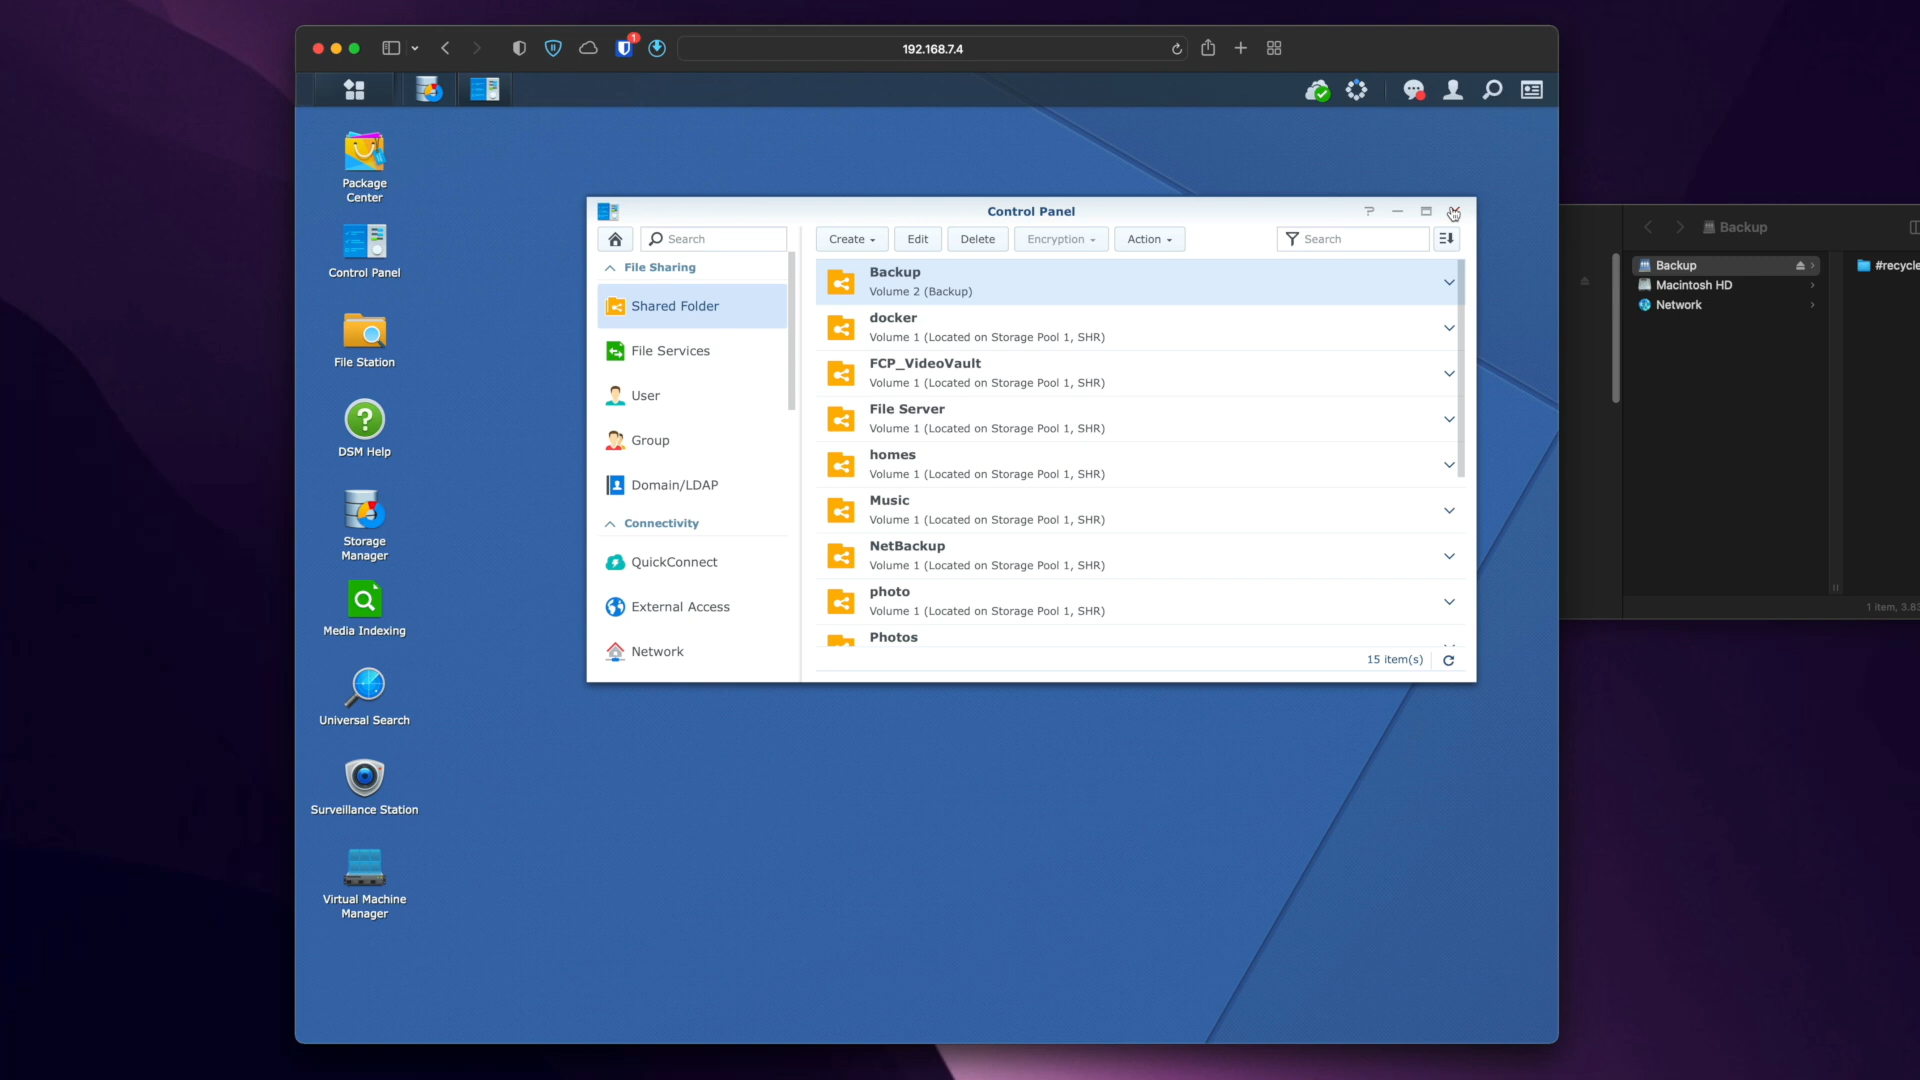 1
192.168.7.4
Package
Center
Control Panel
File Station
DSM Help
Storage
Manager
Media Indexing
Universal Search
Surveillance Station
Virtual Machine
Manager
Control Panel
Search
Create
Edit
Delete
Encryption
Action
Search
File Sharing
Shared Folder
File Services
User
Group
Domain/LDAP
Connectivity
QuickConnect
External Access
Network
Backup
Volume 2 (Backup)
docker
Volume 1 (Located on Storage Pool 1, SHR)
FCP_VideoVault
Volume 1 (Located on Storage Pool 1, SHR)
File Server
Volume 1 (Located on Storage Pool 1, SHR)
homes
Volume 1 (Located on Storage Pool 1, SHR)
Music
Volume 1 (Located on Storage Pool 1, SHR)
NetBackup
Volume 1 (Located on Storage Pool 1, SHR)
photo
Volume 1 (Located on Storage Pool 1, SHR)
Photos
15 item(s)
Backup
Backup
Macintosh HD
Network
#recycle
1 item, 3.83